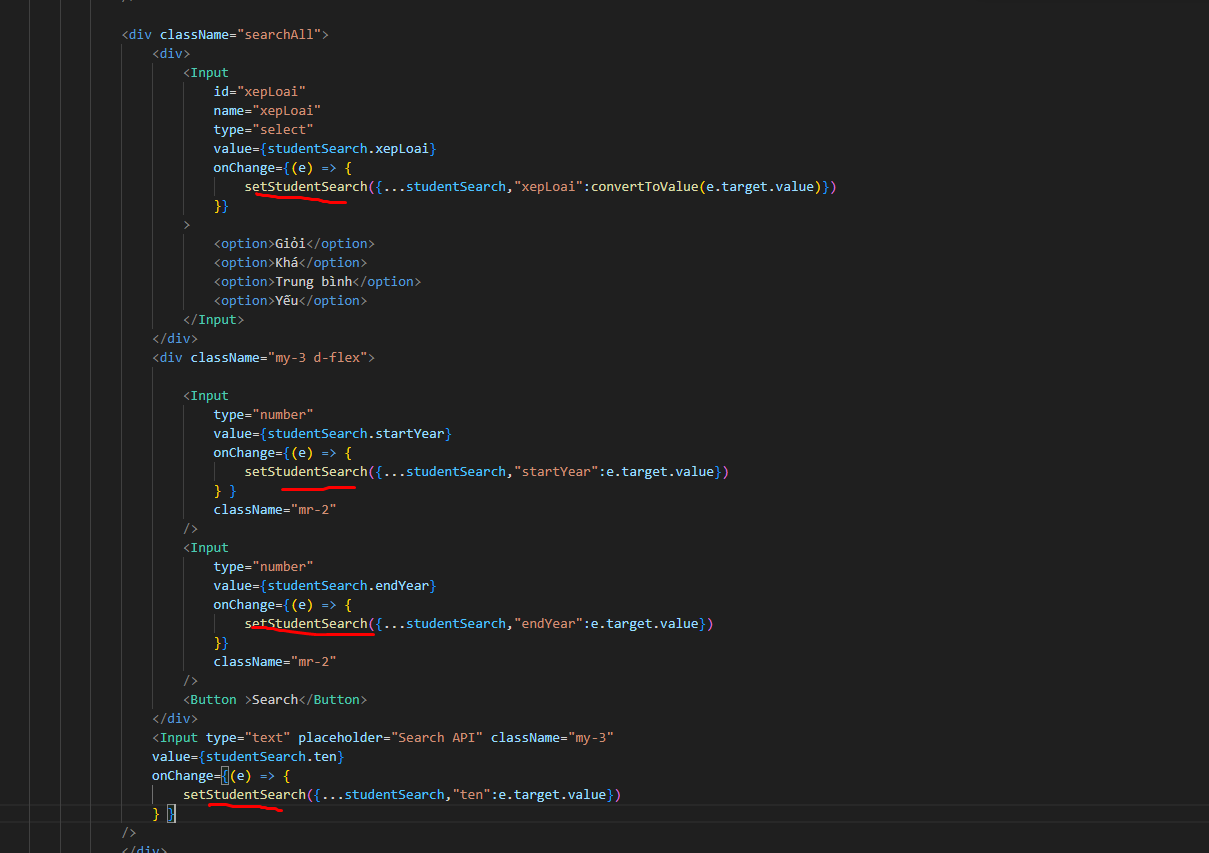 <div className="searchAll">
<div>
<Input
id="xepLoai"
name="xepLoai"
type="select"
value={studentSearch.xepLoai}
onChange={(e) => {
setStudentSearch({...studentSearch,"xepLoai":convertToValue(e.target.value)})
}}
>
<option>Giỏi</option>
<option>Khá</option>
<option>Trung bình</option>
<option>Yếu</option>
</Input>
</div>
<div className="my-3 d-flex">
<Input
type="number"
value={studentSearch.startYear}
onChange={(e) => {
setStudentSearch({...studentSearch,"startYear":e.target.value})
} }
className="mr-2"
/>
<Input
type="number"
value={studentSearch.endYear}
onChange={(e) => {
setStudentSearch({...studentSearch,"endYear":e.target.value})
}}
className="mr-2"
/>
<Button >Search</Button>
</div>
<Input type="text" placeholder="Search API" className="my-3"
value={studentSearch.ten}
onChange={(e) => {
setStudentSearch({...studentSearch,"ten":e.target.value})
} }
/>
</div>